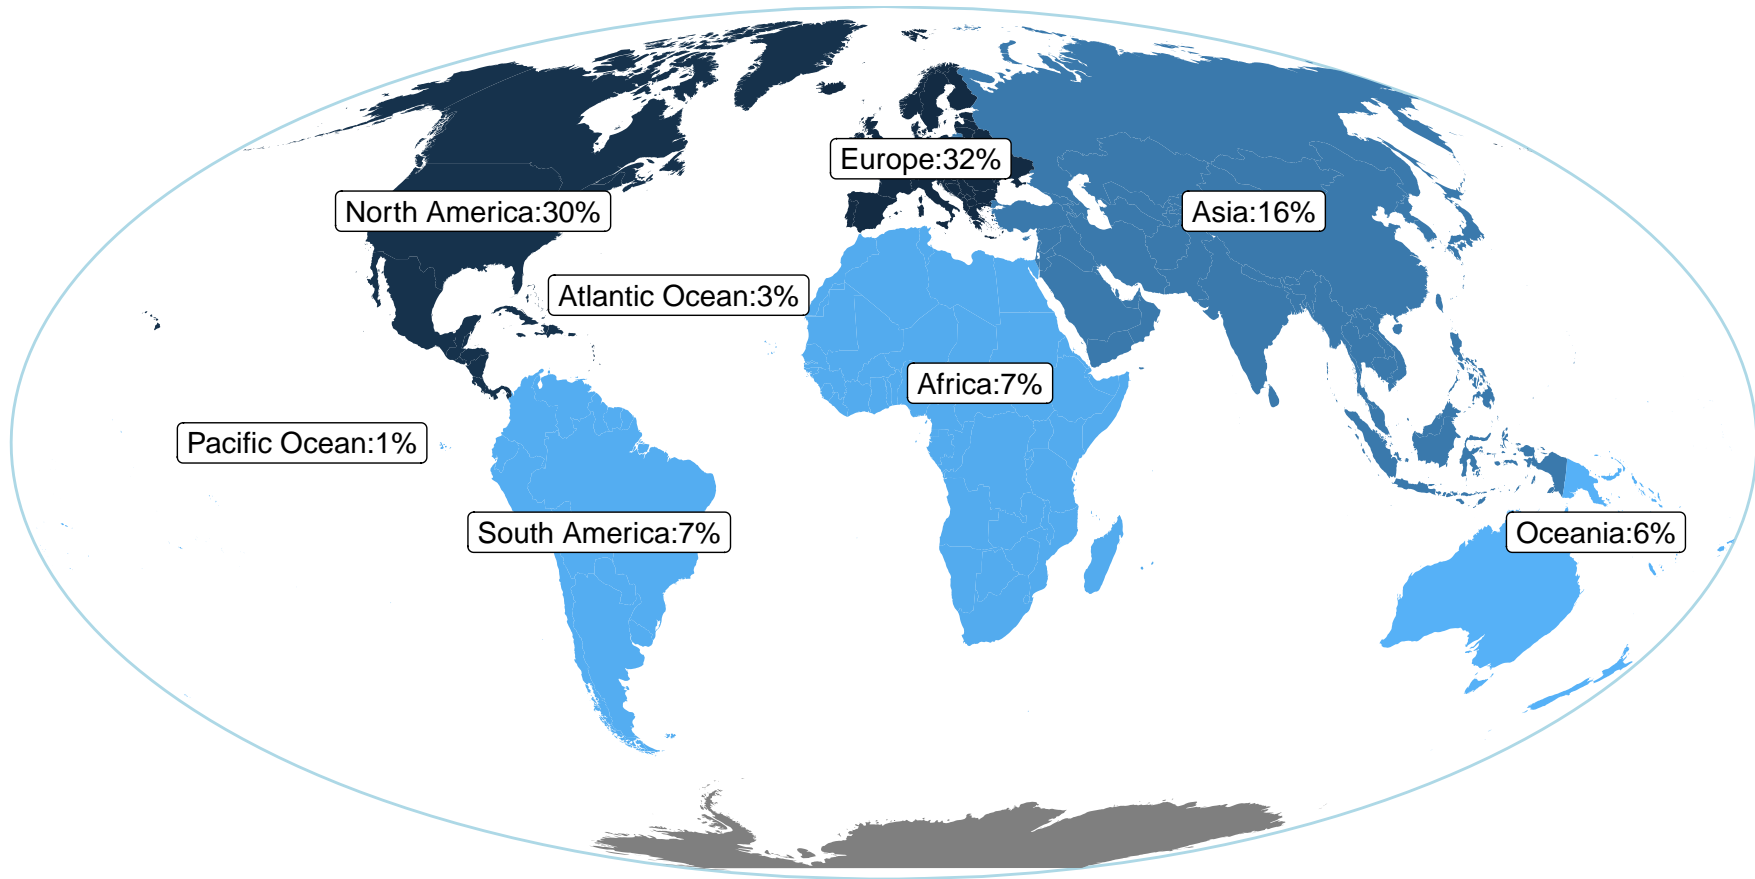 Europe:32%
North America:30%
Asia:16%
Atlantic Ocean:3%
Africa:7%
Pacific Ocean:1%
South America:7%
Oceania:6%